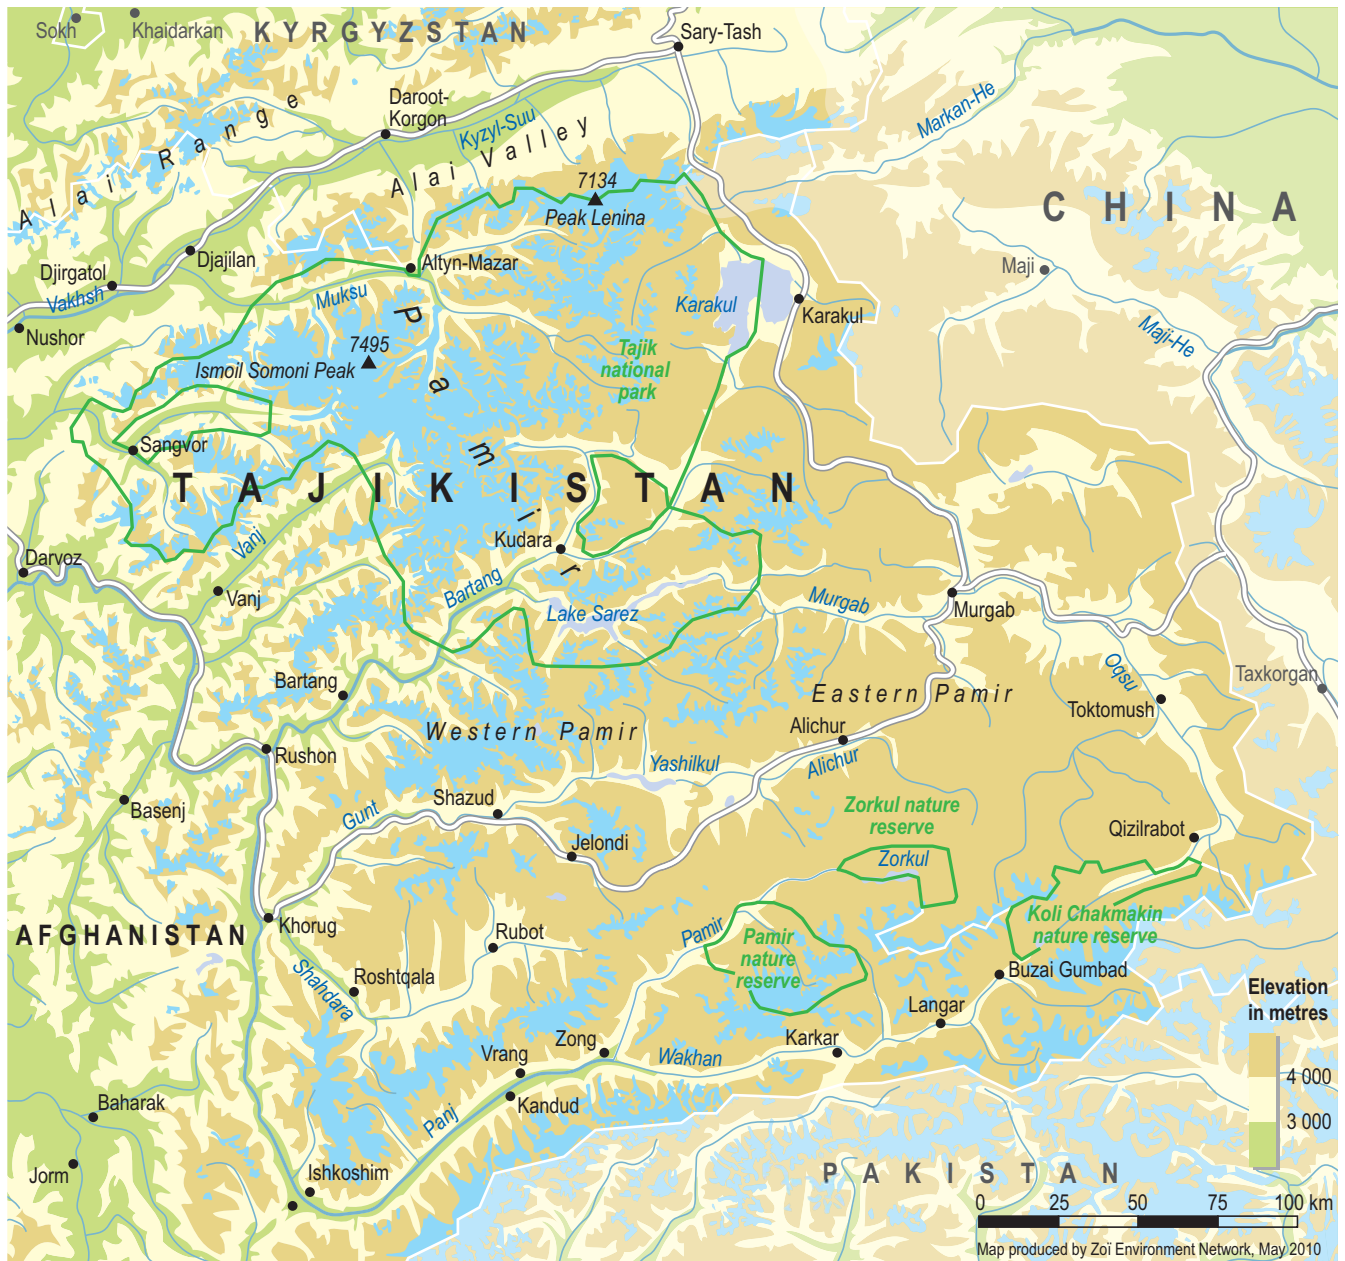 Sokh
Khaidarkan
KYRGYZSTAN
Sary-Tash
Daroot-
Korgon
Kyzyl-Suu
Markan-He
Alai Range
Alai Valley
7134
Peak Lenina
CHINA
Djajilan
Altyn-Mazar
Maji
Djirgatol
Vakhsh
Muksu
Karakul
Karakul
Nushor
Maji-He
7495
Ismoil Somoni Peak
Tajik
national
park
Pamir
Sangvor
TAJIKISTAN
Kudara
Vanj
Darvoz
Vanj
Bartang
Lake Sarez
Murgab
Murgab
Bartang
Eastern Pamir
Oqsu
Taxkorgan
Toktomush
Western Pamir
Alichur
Rushon
Yashilkul
Alichur
Basenj
Shazud
Gunt
Zorkul nature
reserve
Qizilrabot
Jelondi
Zorkul
AFGHANISTAN
Khorug
Rubot
Pamir
Pamir
nature
reserve
Koli Chakmakin
nature reserve
Shahdara
Roshtqala
Buzai Gumbad
Elevation
in metres
Langar
Zong
Karkar
Vrang
Wakhan
4 000
Kandud
3 000
Baharak
Panj
Jorm
Ishkoshim
PAKISTAN
0 25 50 75 100 km
Map produced by Zoï Environment Network, May 2010